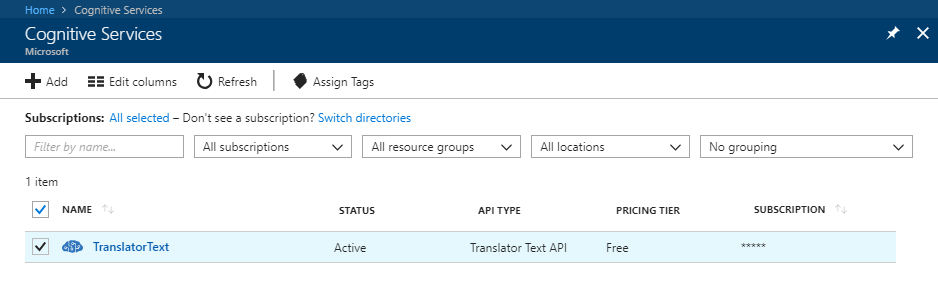 Home > Cognitive Services
Cognitive Services
Microsoft
Add Edit columns Refresh Assign Tags
Subscriptions: All selected – Don't see a subscription? Switch directories
Filter by name... All subscriptions All resource groups All locations No grouping
1 item
NAME STATUS API TYPE PRICING TIER SUBSCRIPTION
TranslatorText Active Translator Text API Free *****